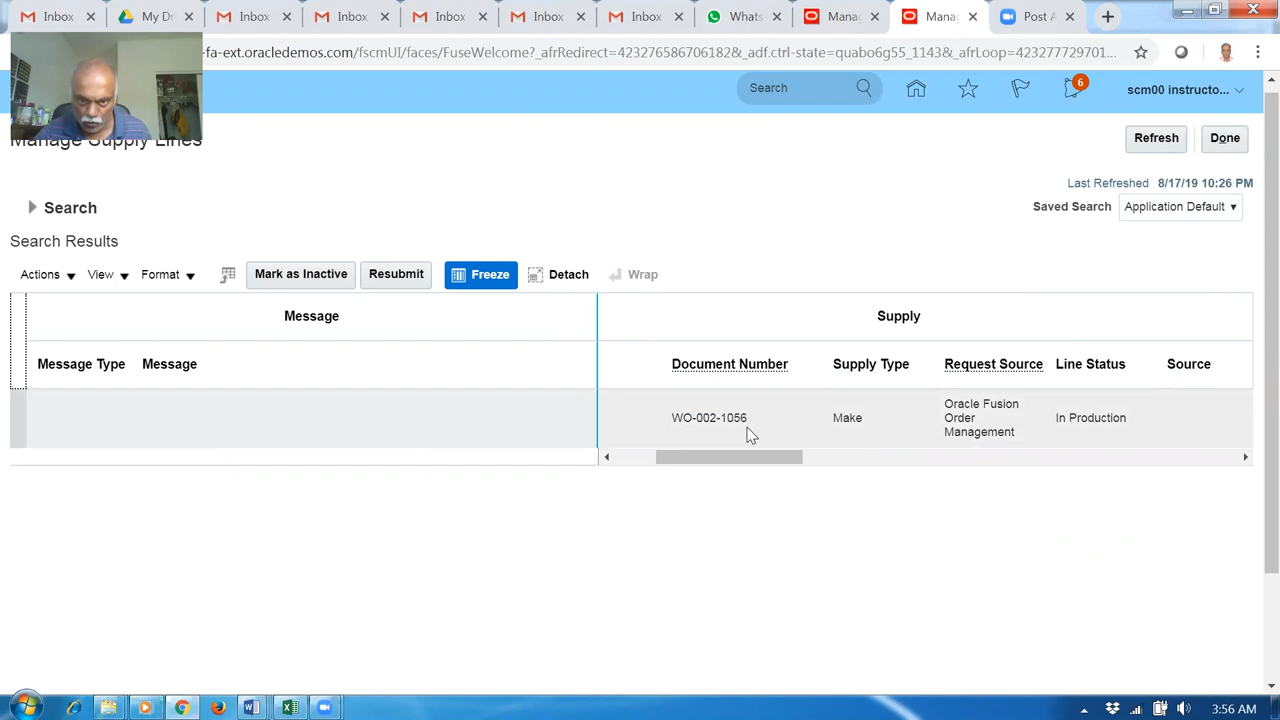 Inbox
My Dr
Inbox
Inbox
Inbox
Inbox
Inbox
Whats
Mana
Mana
Post A
-fa-ext.oracledemos.com/fscmUI/faces/FuseWelcome?_afrRedirect=42327658670618&_adf.ctrl-state=quabo6g55_1143&_afrLoop=423277729701...
Search
6
scm00 instructo...
Manage Supply Lines
Refresh
Done
Last Refreshed 8/17/19 10:26 PM
Search
Saved Search Application Default
Search Results
Actions View Format Mark as Inactive Resubmit Freeze Detach Wrap
Message Supply
Message Type Message Document Number Supply Type Request Source Line Status Source
WO-002-1056 Make Oracle Fusion Order Management In Production
3:56 AM